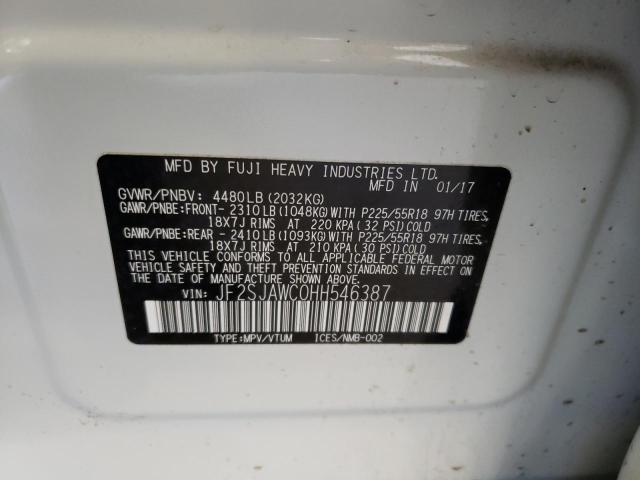 MFD BY FUJI HEAVY INDUSTRIES LTD.
MFD IN 01/17
GVWR/PNBV: 4480LB(2032KG)
GAWR/PNBE:FRONT- 2310LB(1048KG)WITH P225/55R18 97H TIRES,
18X7J RIMS AT 220 KPA(32 PSI)COLD
GAWR/PNBE:REAR - 2410LB(1093KG)WITH P225/55R18 97H TIRES,
18X7J RIMS AT 210 KPA(30 PSI)COLD
THIS VEHICLE CONFORMS TO ALL APPLICABLE FEDERAL MOTOR
VEHICLE SAFETY AND THEFT PREVENTION STANDARDS IN EFFECT ON
THE DATE OF MANUFACTURE SHOWN ABOVE.
VIN: JF2SJAWC0HH546387
TYPE:MPV/VTUM ICES/NMB-002